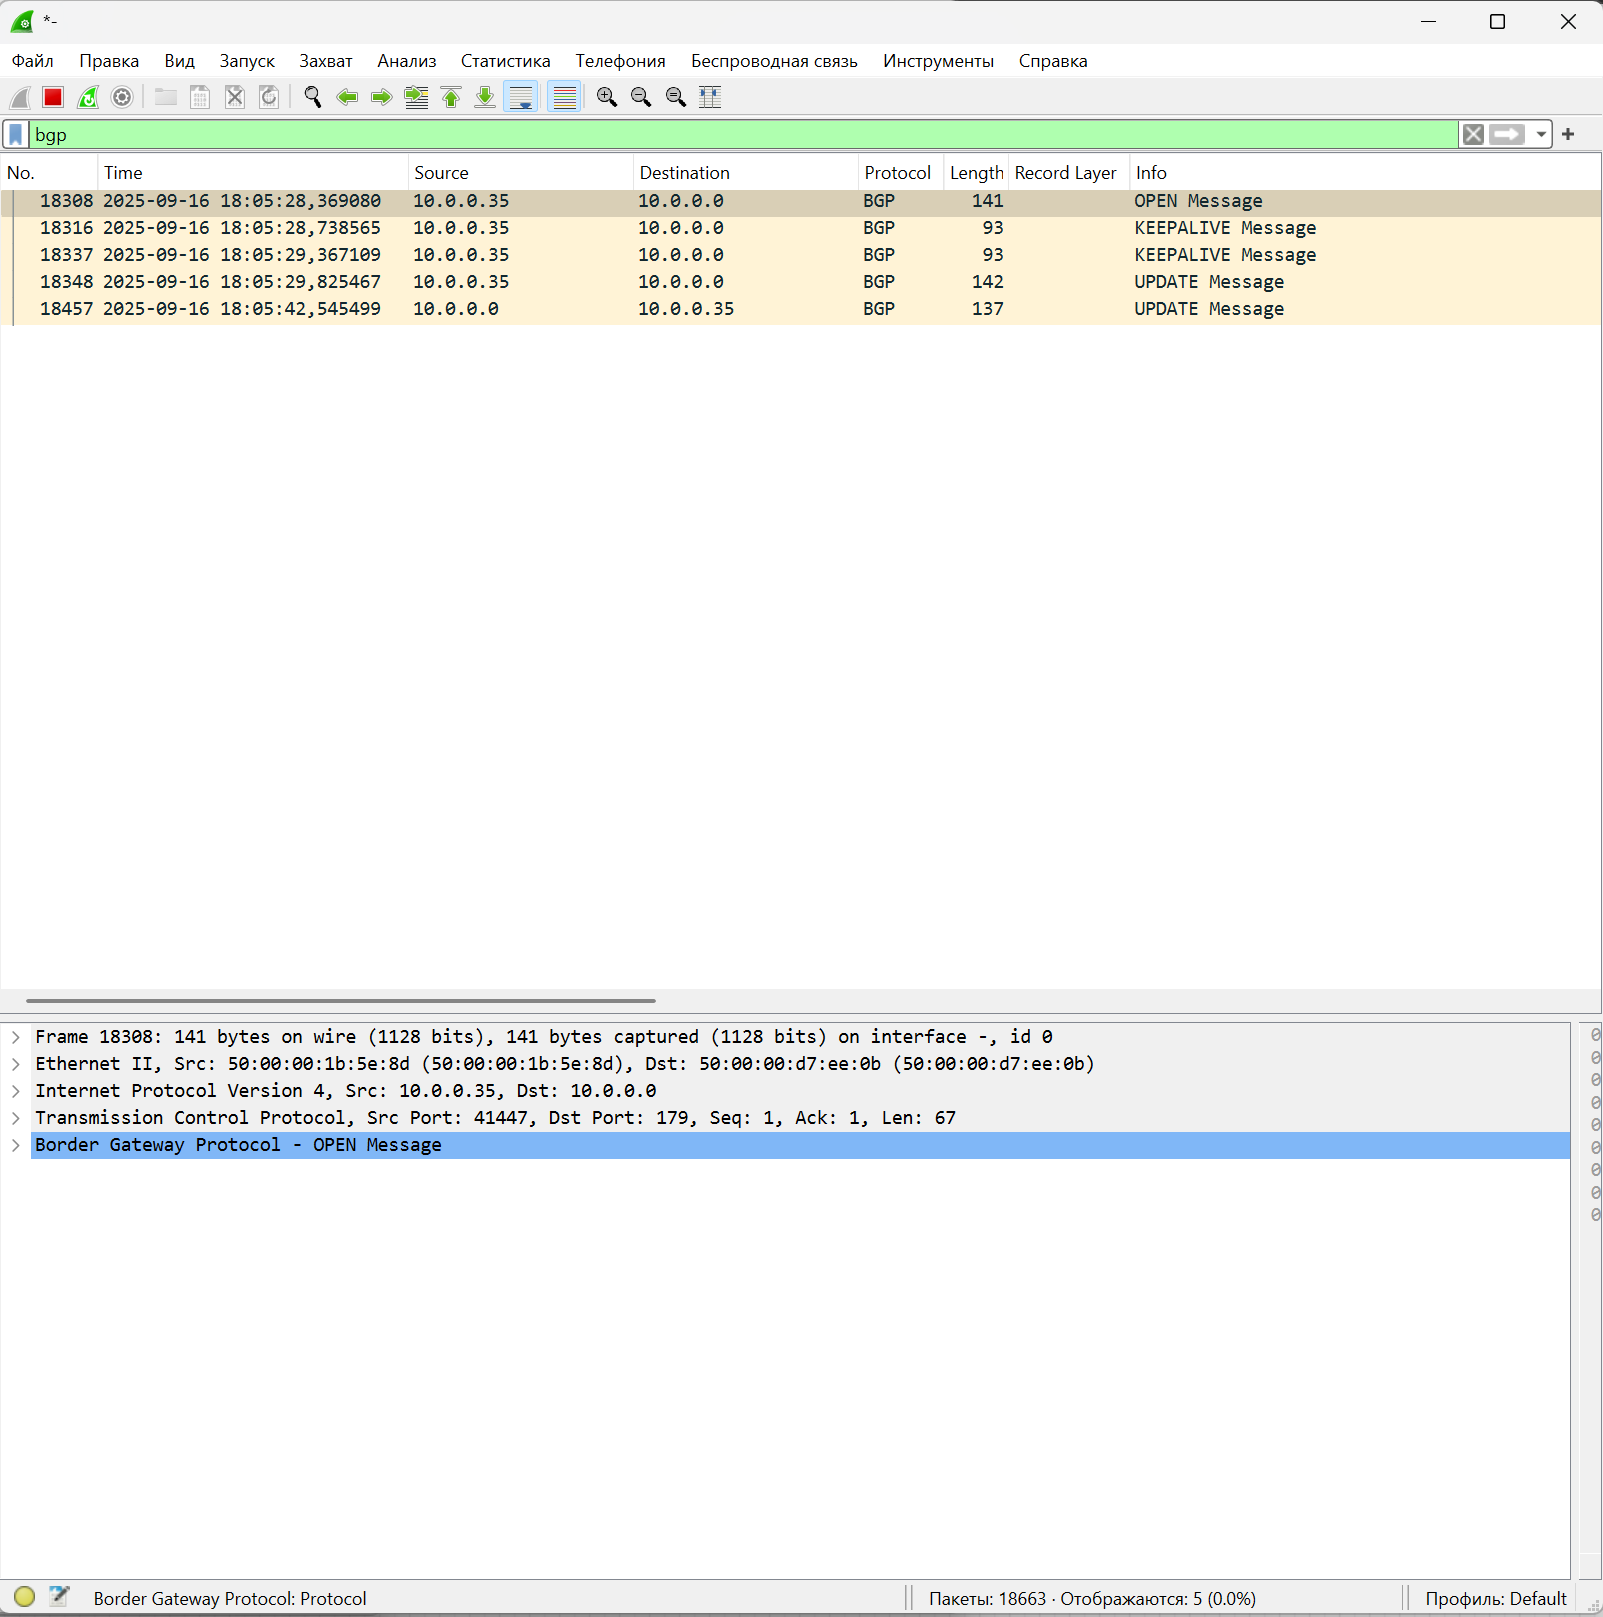 *-
Файл Правка Вид Запуск Захват Анализ Статистика Телефония Беспроводная связь Инструменты Справка
bgp
No. Time Source Destination Protocol Length Record Layer Info
18308 2025-09-16 18:05:28,369080 10.0.0.35 10.0.0.0 BGP 141 OPEN Message
18316 2025-09-16 18:05:28,738565 10.0.0.35 10.0.0.0 BGP 93 KEEPALIVE Message
18337 2025-09-16 18:05:29,367109 10.0.0.35 10.0.0.0 BGP 93 KEEPALIVE Message
18348 2025-09-16 18:05:29,825467 10.0.0.35 10.0.0.0 BGP 142 UPDATE Message
18457 2025-09-16 18:05:42,545499 10.0.0.0 10.0.0.35 BGP 137 UPDATE Message
Frame 18308: 141 bytes on wire (1128 bits), 141 bytes captured (1128 bits) on interface -, id 0
Ethernet II, Src: 50:00:00:1b:5e:8d (50:00:00:1b:5e:8d), Dst: 50:00:00:d7:ee:0b (50:00:00:d7:ee:0b)
Internet Protocol Version 4, Src: 10.0.0.35, Dst: 10.0.0.0
Transmission Control Protocol, Src Port: 41447, Dst Port: 179, Seq: 1, Ack: 1, Len: 67
Border Gateway Protocol - OPEN Message
0
0
0
0
0
0
0
0
0
Border Gateway Protocol: Protocol
Пакеты: 18663 · Отображаются: 5 (0.0%)
Профиль: Default